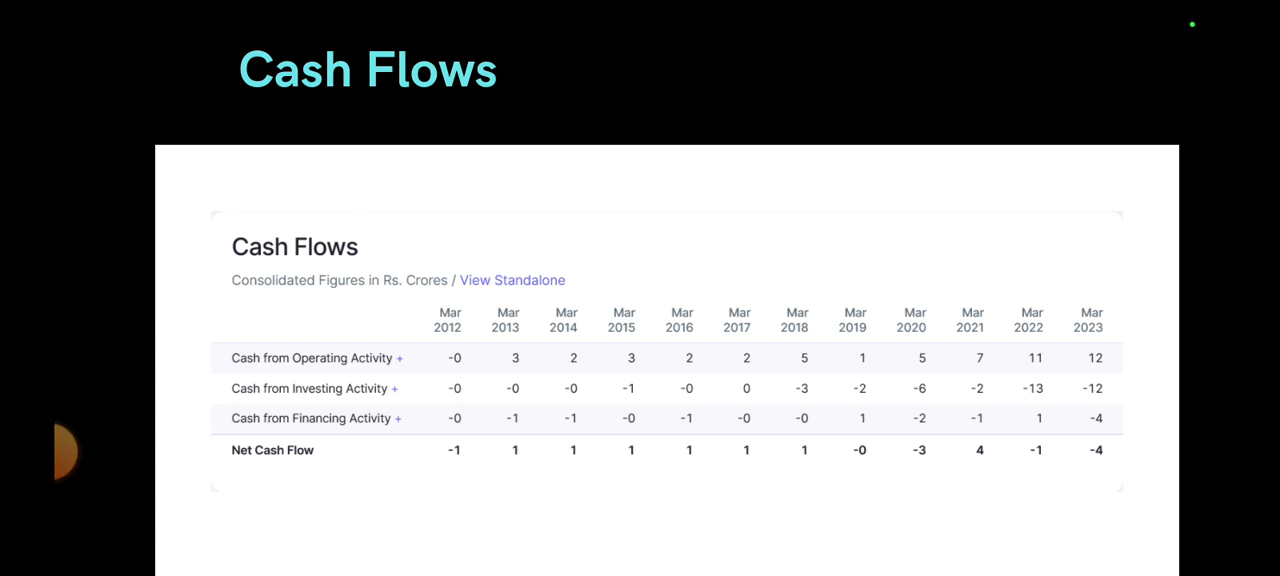 Cash Flows
Cash Flows
Consolidated Figures in Rs. Crores / View Standalone
Mar Mar Mar Mar Mar Mar Mar Mar Mar Mar Mar Mar
2012 2013 2014 2015 2016 2017 2018 2019 2020 2021 2022 2023
Cash from Operating Activity + -0 3 2 3 2 2 5 1 5 7 11 12
Cash from Investing Activity + -0 -0 -0 -1 -0 0 -3 -2 -6 -2 -13 -12
Cash from Financing Activity + -0 -1 -1 -0 -1 -0 -0 1 -2 -1 1 -4
Net Cash Flow -1 1 1 1 1 1 1 -0 -3 4 -1 -4